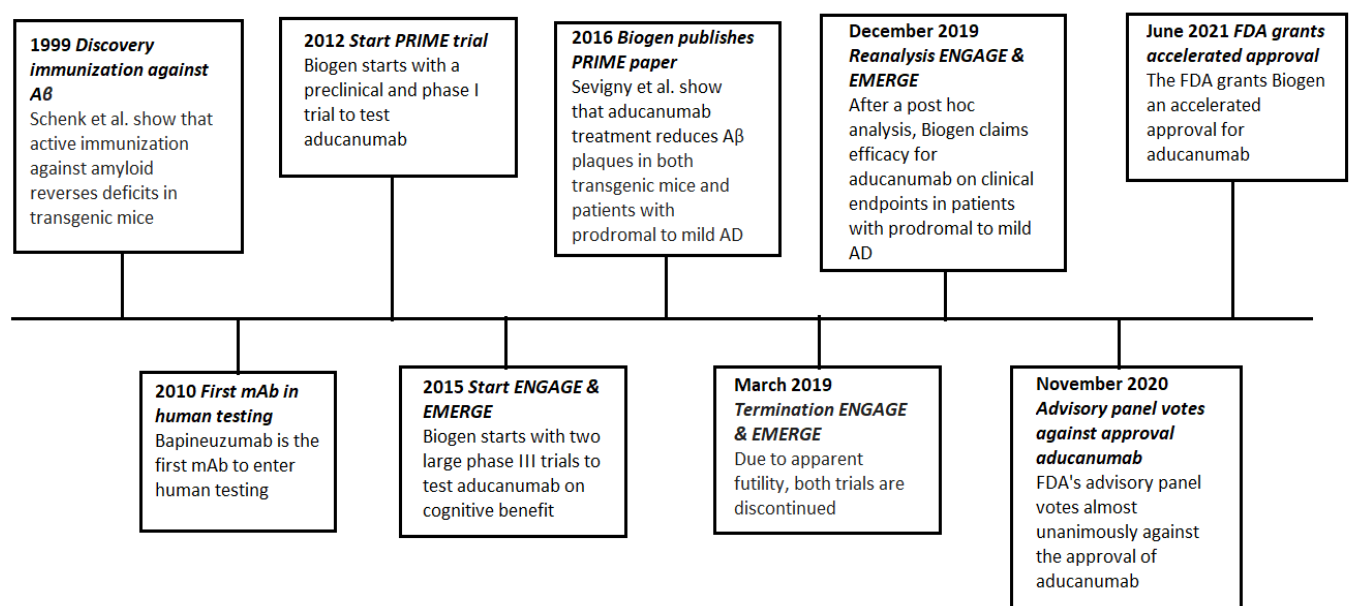 1999 Discovery
immunization against
Aβ
Schenk et al. show that
active immunization
against amyloid
reverses deficits in
transgenic mice
2010 First mAb in
human testing
Bapineuzumab is the
first mAb to enter
human testing
2012 Start PRIME trial
Biogen starts with a
preclinical and phase I
trial to test
aducanumab
2015 Start ENGAGE &
EMERGE
Biogen starts with two
large phase III trials to
test aducanumab on
cognitive benefit
2016 Biogen publishes
PRIME paper
Sevigny et al. show
that aducanumab
treatment reduces Aβ
plaques in both
transgenic mice and
patients with
prodromal to mild AD
March 2019
Termination ENGAGE
& EMERGE
Due to apparent
futility, both trials are
discontinued
December 2019
Reanalysis ENGAGE &
EMERGE
After a post hoc
analysis, Biogen claims
efficacy for
aducanumab on clinical
endpoints in patients
with prodromal to mild
AD
November 2020
Advisory panel votes
against approval
aducanumab
FDA's advisory panel
votes almost
unanimously against
the approval of
aducanumab
June 2021 FDA grants
accelerated approval
The FDA grants Biogen
an accelerated
approval for
aducanumab